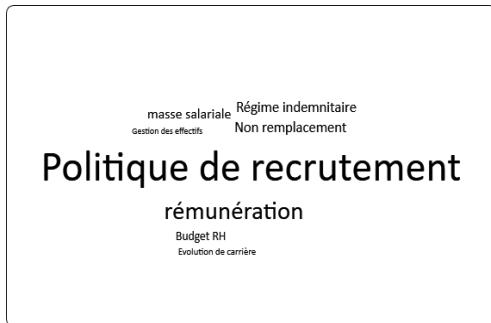 masse salariale Régime indemnitaire
Gestion des effectifs Non remplacement
Politique de recrutement
rémunération
Budget RH
Evolution de carrière